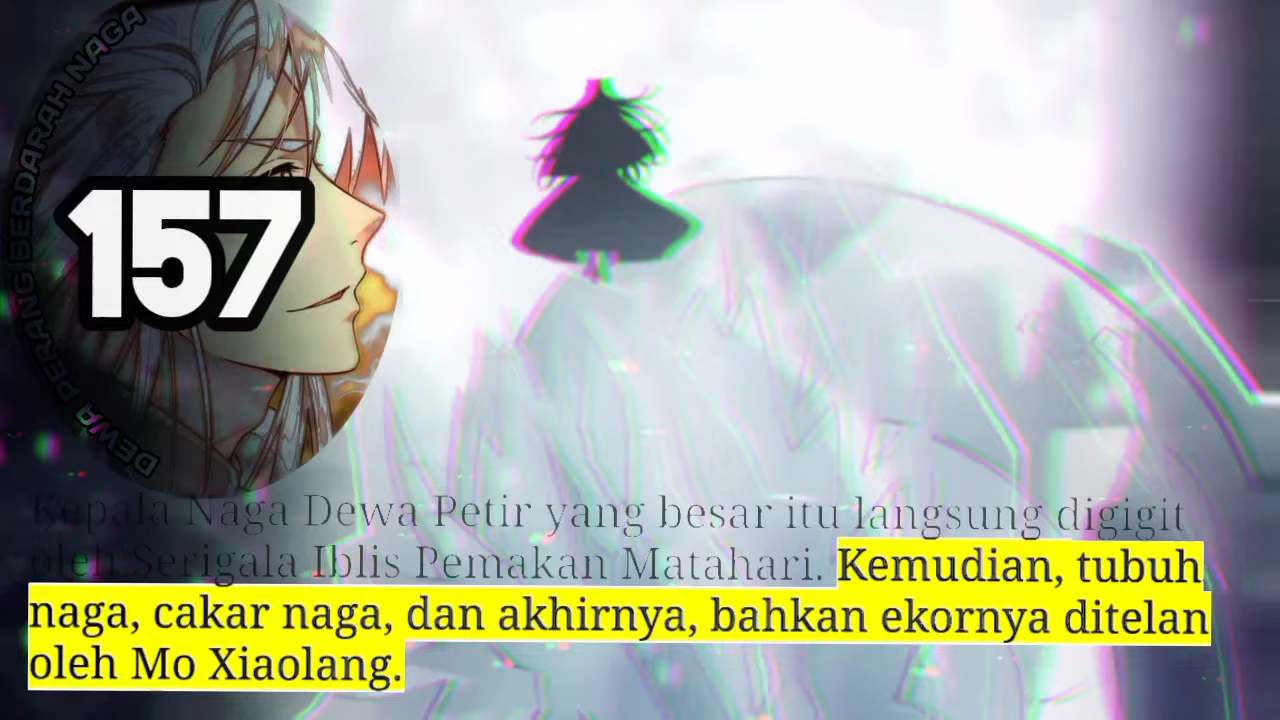 DEWA PERANG BERDARAH NAGA
157
Kepala Naga Dewa Petir yang besar itu langsung digigit
oleh Serigala Iblis Pemakan Matahari. Kemudian, tubuh
naga, cakar naga, dan akhirnya, bahkan ekornya ditelan
oleh Mo Xiaolang.